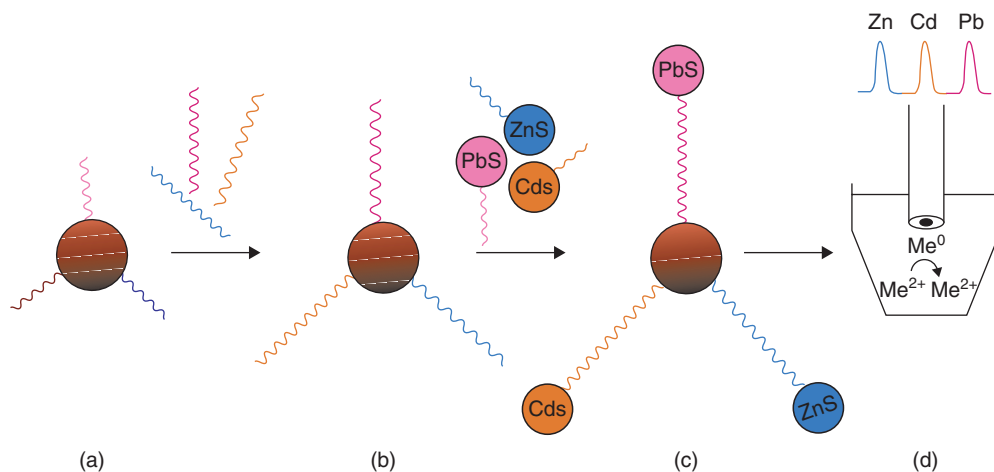 Zn Cd Pb
PbS
ZnS
PbS
Cds
Me⁰
Me²⁺ Me²⁺
Cds
ZnS
(a) (b) (c) (d)